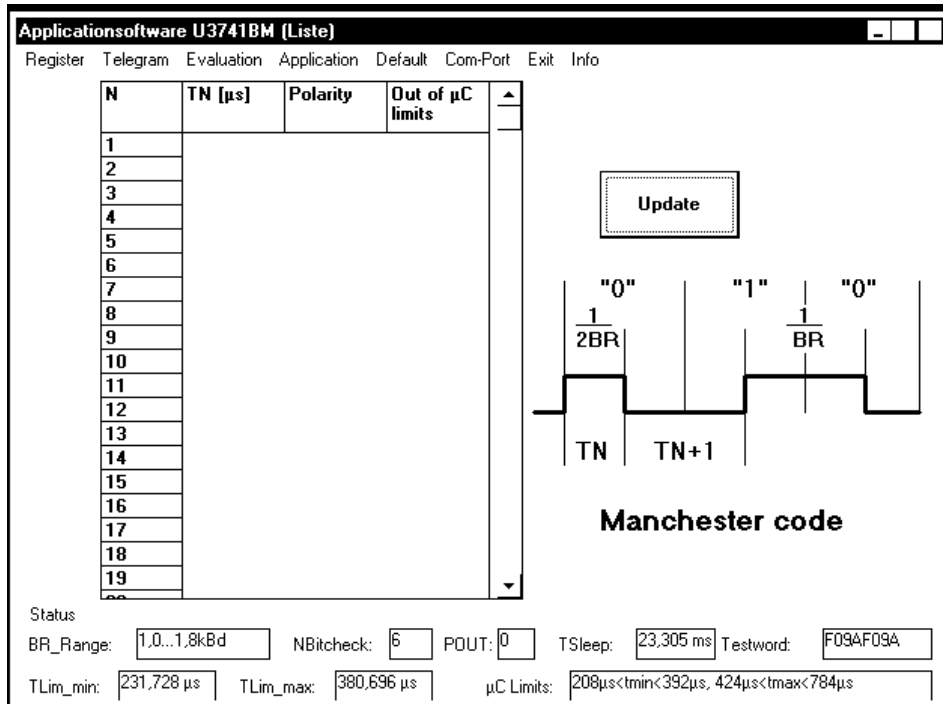 Applicationsoftware U3741BM (Liste)
Register Telegram Evaluation Application Default Com-Port Exit Info
N TN [µs] Polarity Out of µC limits
1
2
3
4
5
6
7
8
9
10
11
12
13
14
15
16
17
18
19
Update
"0" "1" "0"
1 1
2BR BR
TN TN+1
Manchester code
Status
BR_Range: 1,0...1,8kBd NBitcheck: 6 POUT: 0 TSleep: 23,305 ms Testword: F09AF09A
TLim_min: 231,728 µs TLim_max: 380,696 µs µC Limits: 208µs<tmin<392µs, 424µs<tmax<784µs